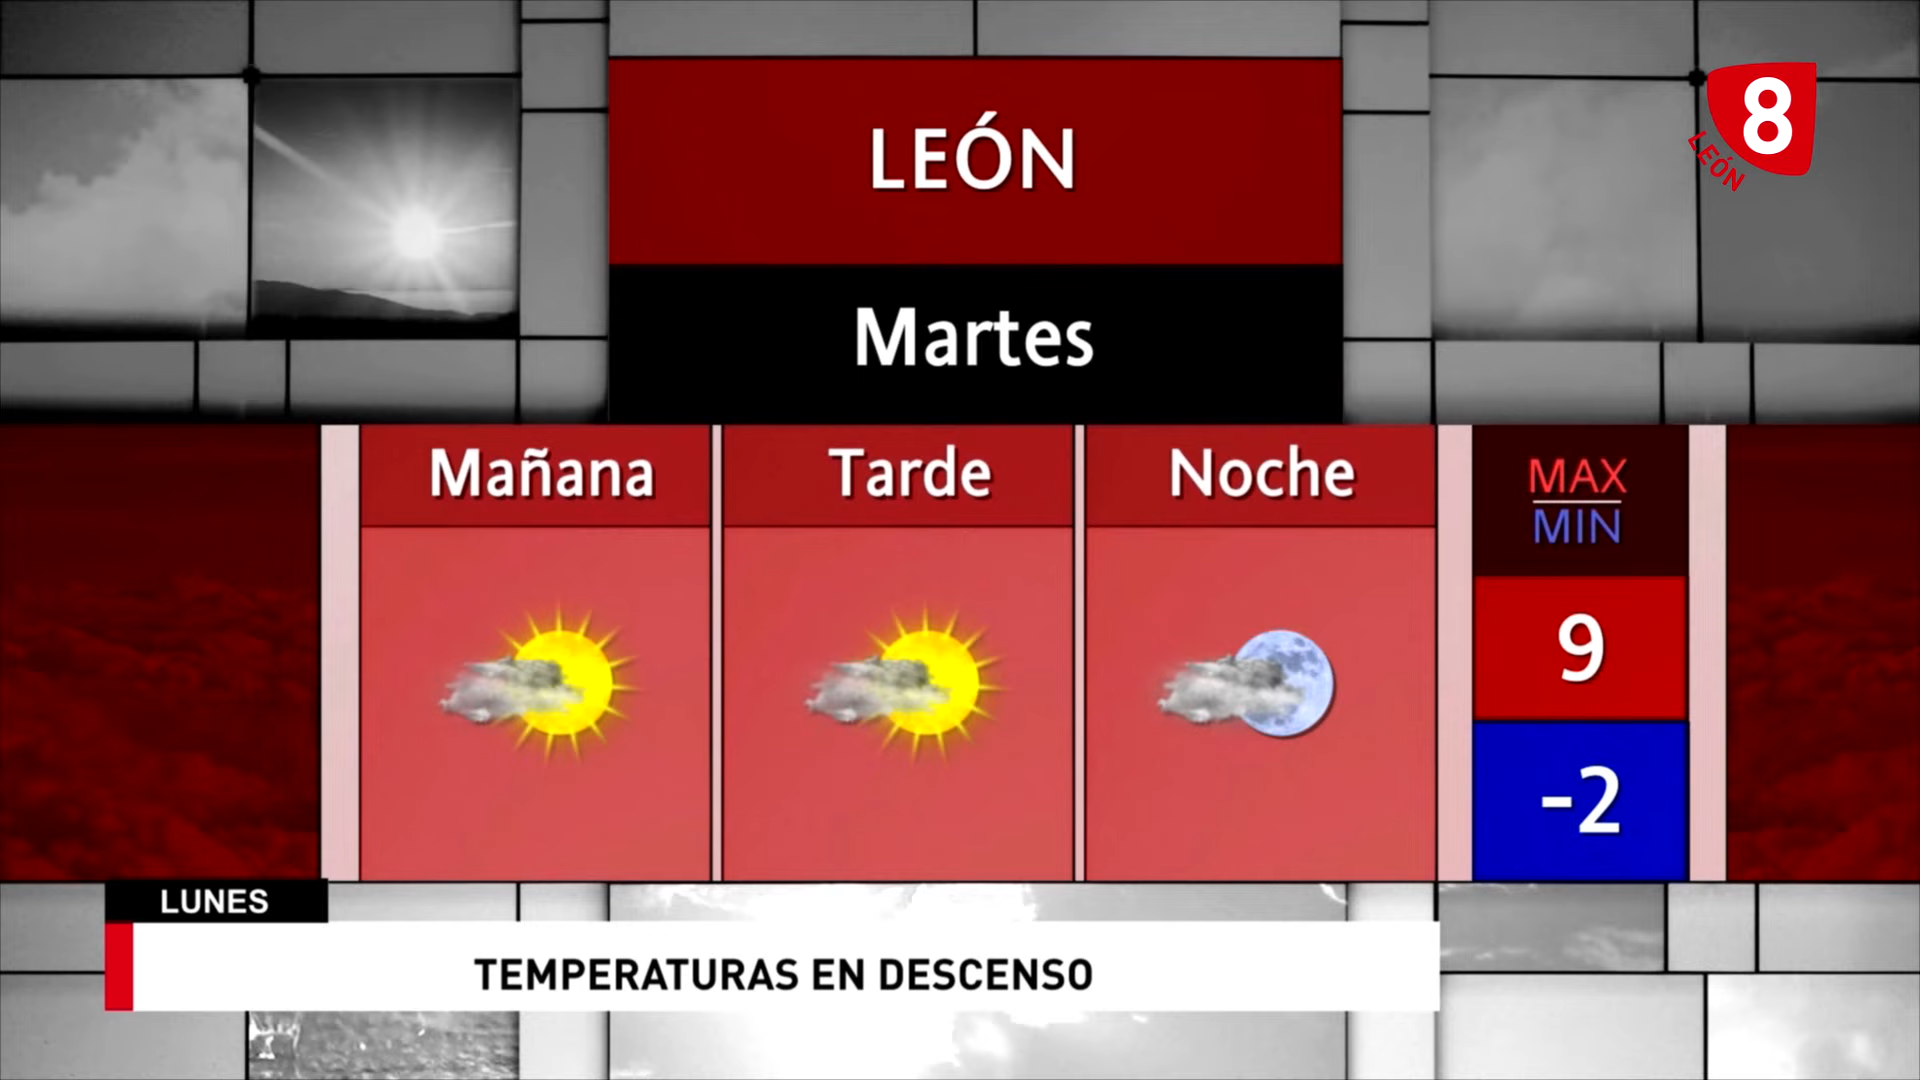 LEÓN
Martes
8
LEÓN
Mañana
Tarde
Noche
MAX
MIN
9
-2
LUNES
TEMPERATURAS EN DESCENSO